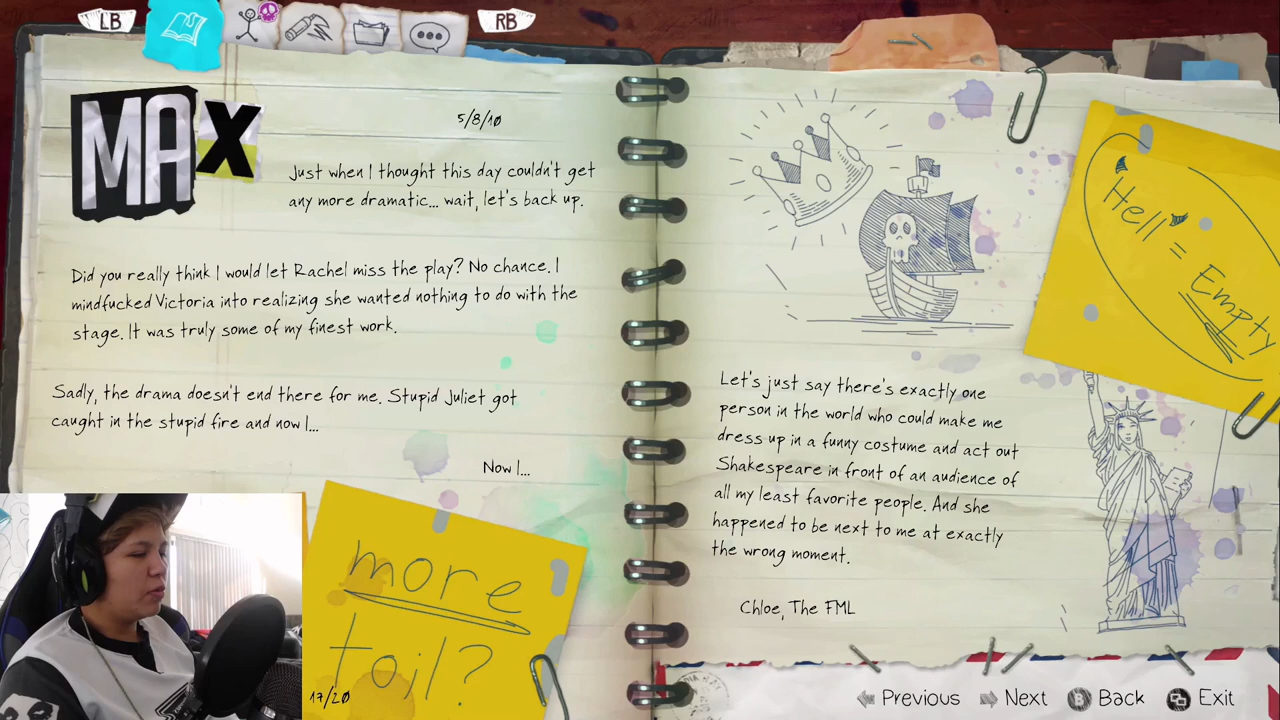 LB
RB
MAX
5/8/10
Just when I thought this day couldn't get
any more dramatic... wait, let's back up.
Did you really think I would let Rachel miss the play? No chance. I
mindfucked Victoria into realizing she wanted nothing to do with the
stage. It was truly some of my finest work.
Sadly, the drama doesn't end there for me. Stupid Juliet got
caught in the stupid fire and now I...
Now I...
more
toil?
17/20
"Hell" = Empty
Let's just say there's exactly one
person in the world who could make me
dress up in a funny costume and act out
Shakespeare in front of an audience of
all my least favorite people. And she
happened to be next to me at exactly
the wrong moment.
Chloe, The FML
Previous Next B Back Exit